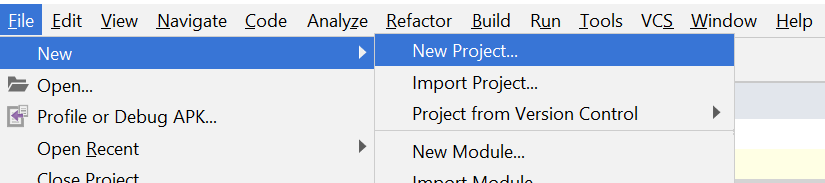 File Edit View Navigate Code Analyze Refactor Build Run Tools VCS Window Help
New
New Project...
Open...
Import Project...
Profile or Debug APK...
Project from Version Control
Open Recent
New Module...
Close Project
Import Module